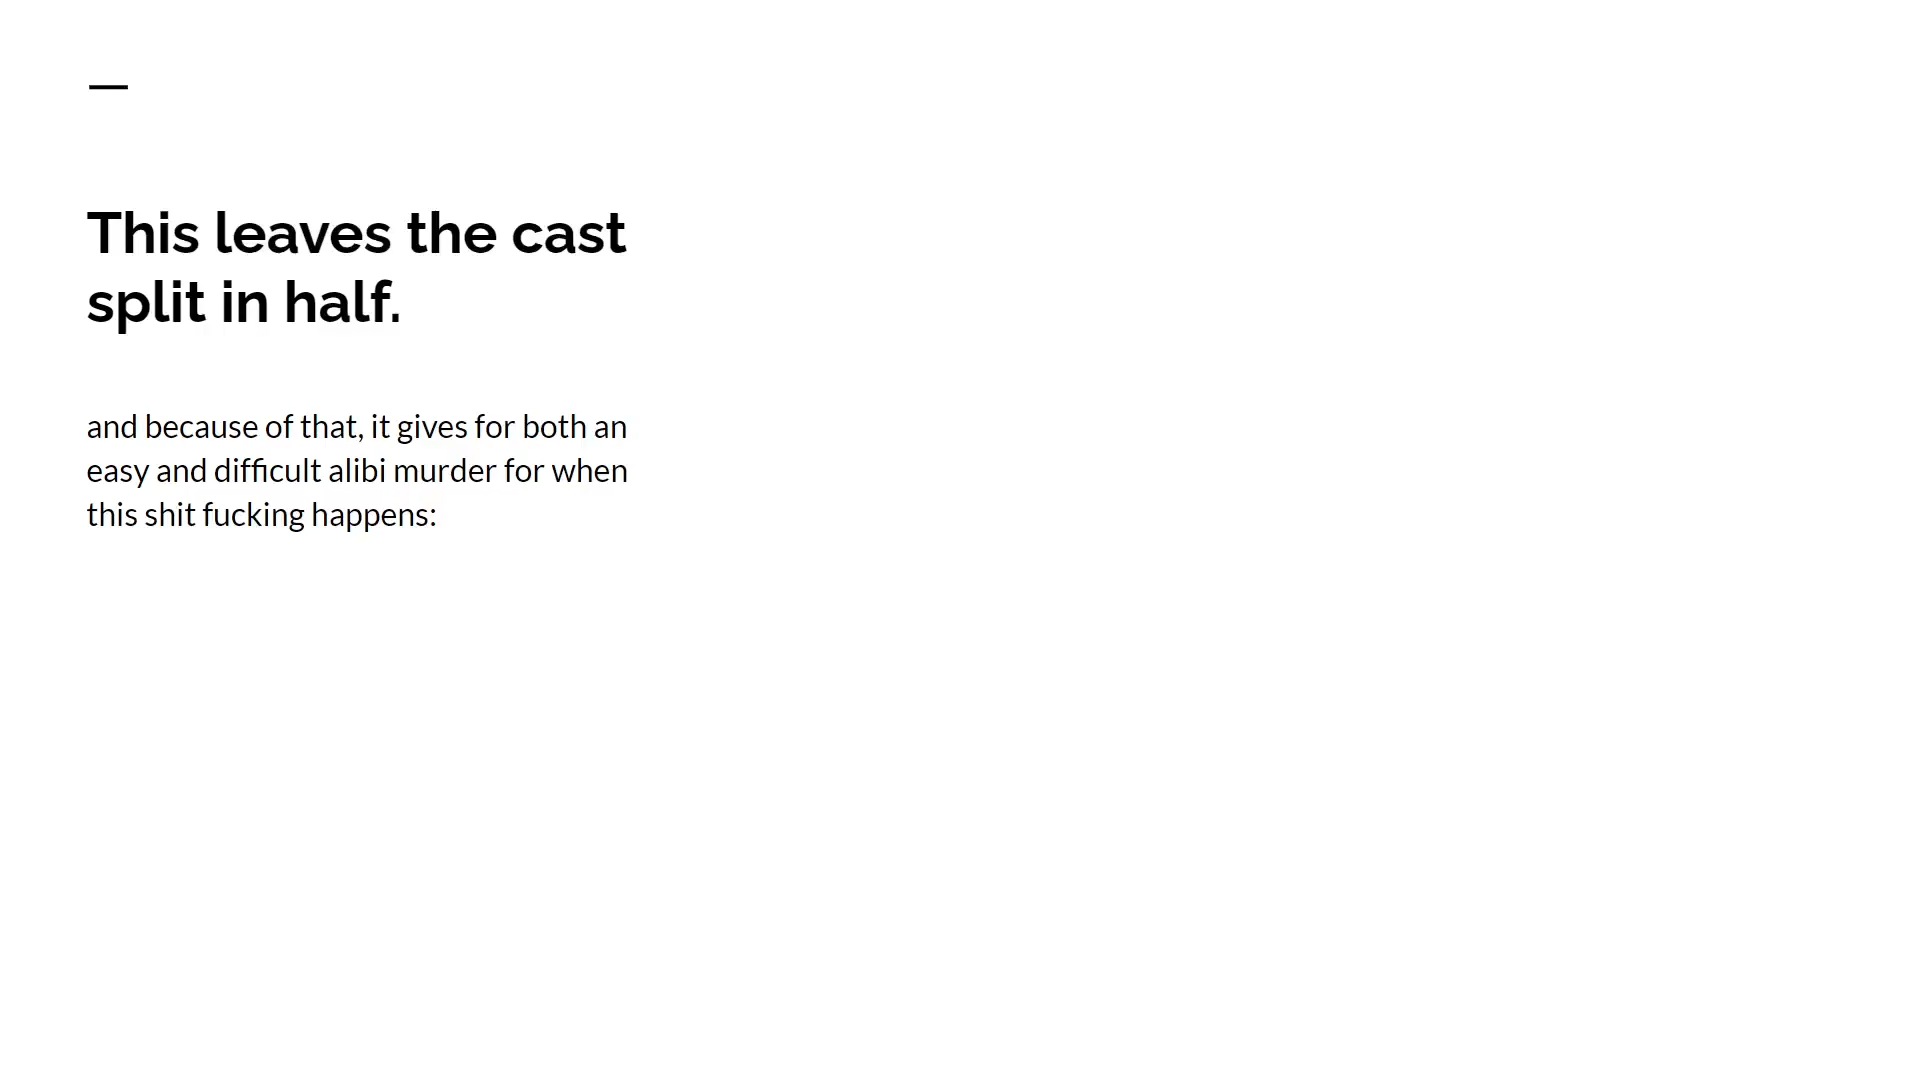 This leaves the cast
split in half.
and because of that, it gives for both an
easy and difficult alibi murder for when
this shit fucking happens: